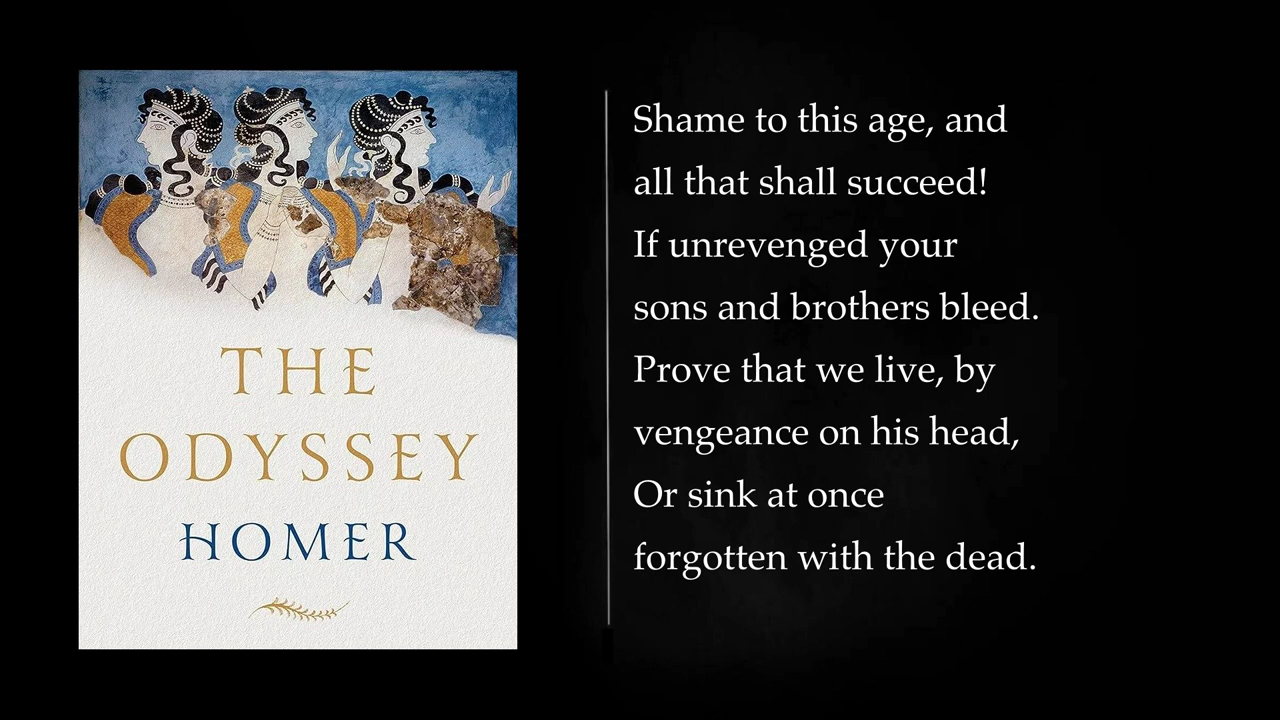 THE
ODYSSEY
HOMER
Shame to this age, and
all that shall succeed!
If unrevenged your
sons and brothers bleed.
Prove that we live, by
vengeance on his head,
Or sink at once
forgotten with the dead.